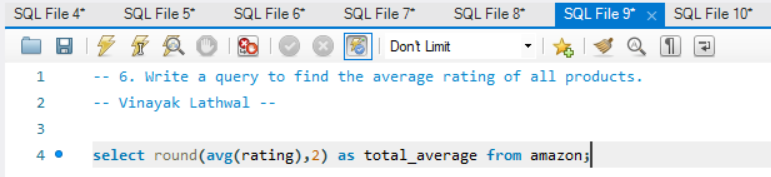 SQL File 4* SQL File 5* SQL File 6* SQL File 7* SQL File 8* SQL File 9* SQL File 10*
Don't Limit
1 -- 6. Write a query to find the average rating of all products.
2 -- Vinayak Lathwal --
3
4 select round(avg(rating),2) as total_average from amazon;